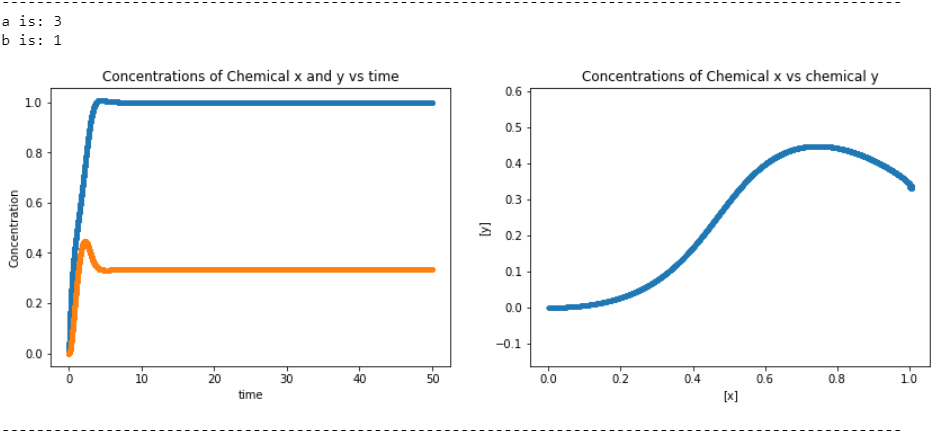 a is: 3
b is: 1
Concentrations of Chemical x and y vs time
1.0
0.8
0.6
0.4
0.2
0.0
Concentration
0 10 20 30 40 50
time
Concentrations of Chemical x vs chemical y
0.6
0.5
0.4
0.3
0.2
0.1
0.0
−0.1
[y]
0.0 0.2 0.4 0.6 0.8 1.0
[x]